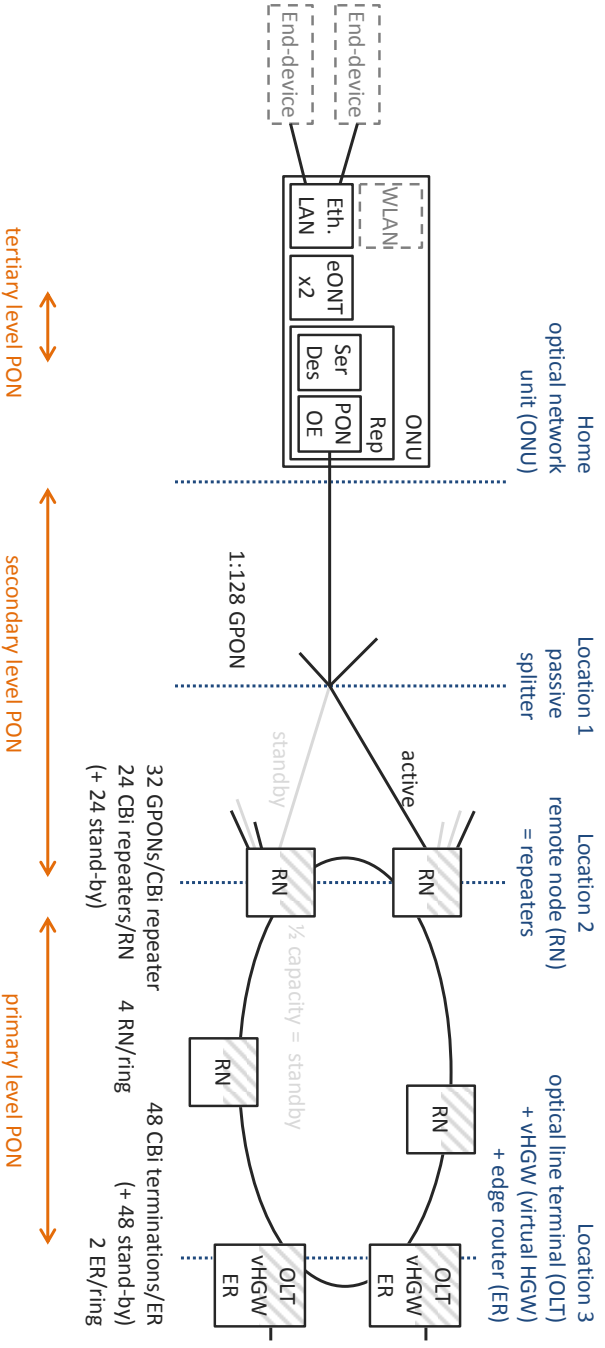 Home
optical network
unit (ONU)
Location 1
passive
splitter
Location 2
remote node (RN)
= repeaters
Location 3
optical line terminal (OLT)
+ vHGW (virtual HGW)
+ edge router (ER)
End-device
End-device
WLAN
Eth.
LAN
eONT
x2
Ser
Des
PON
OE
Rep
ONU
1:128 GPON
active
standby
RN
RN
½ capacity = standby
RN
RN
OLT
vHGW
ER
OLT
vHGW
ER
32 GPONs/CBi repeater
24 CBi repeaters/RN
(+ 24 stand-by)
4 RN/ring
48 CBi terminations/ER
(+ 48 stand-by)
2 ER/ring
tertiary level PON
secondary level PON
primary level PON